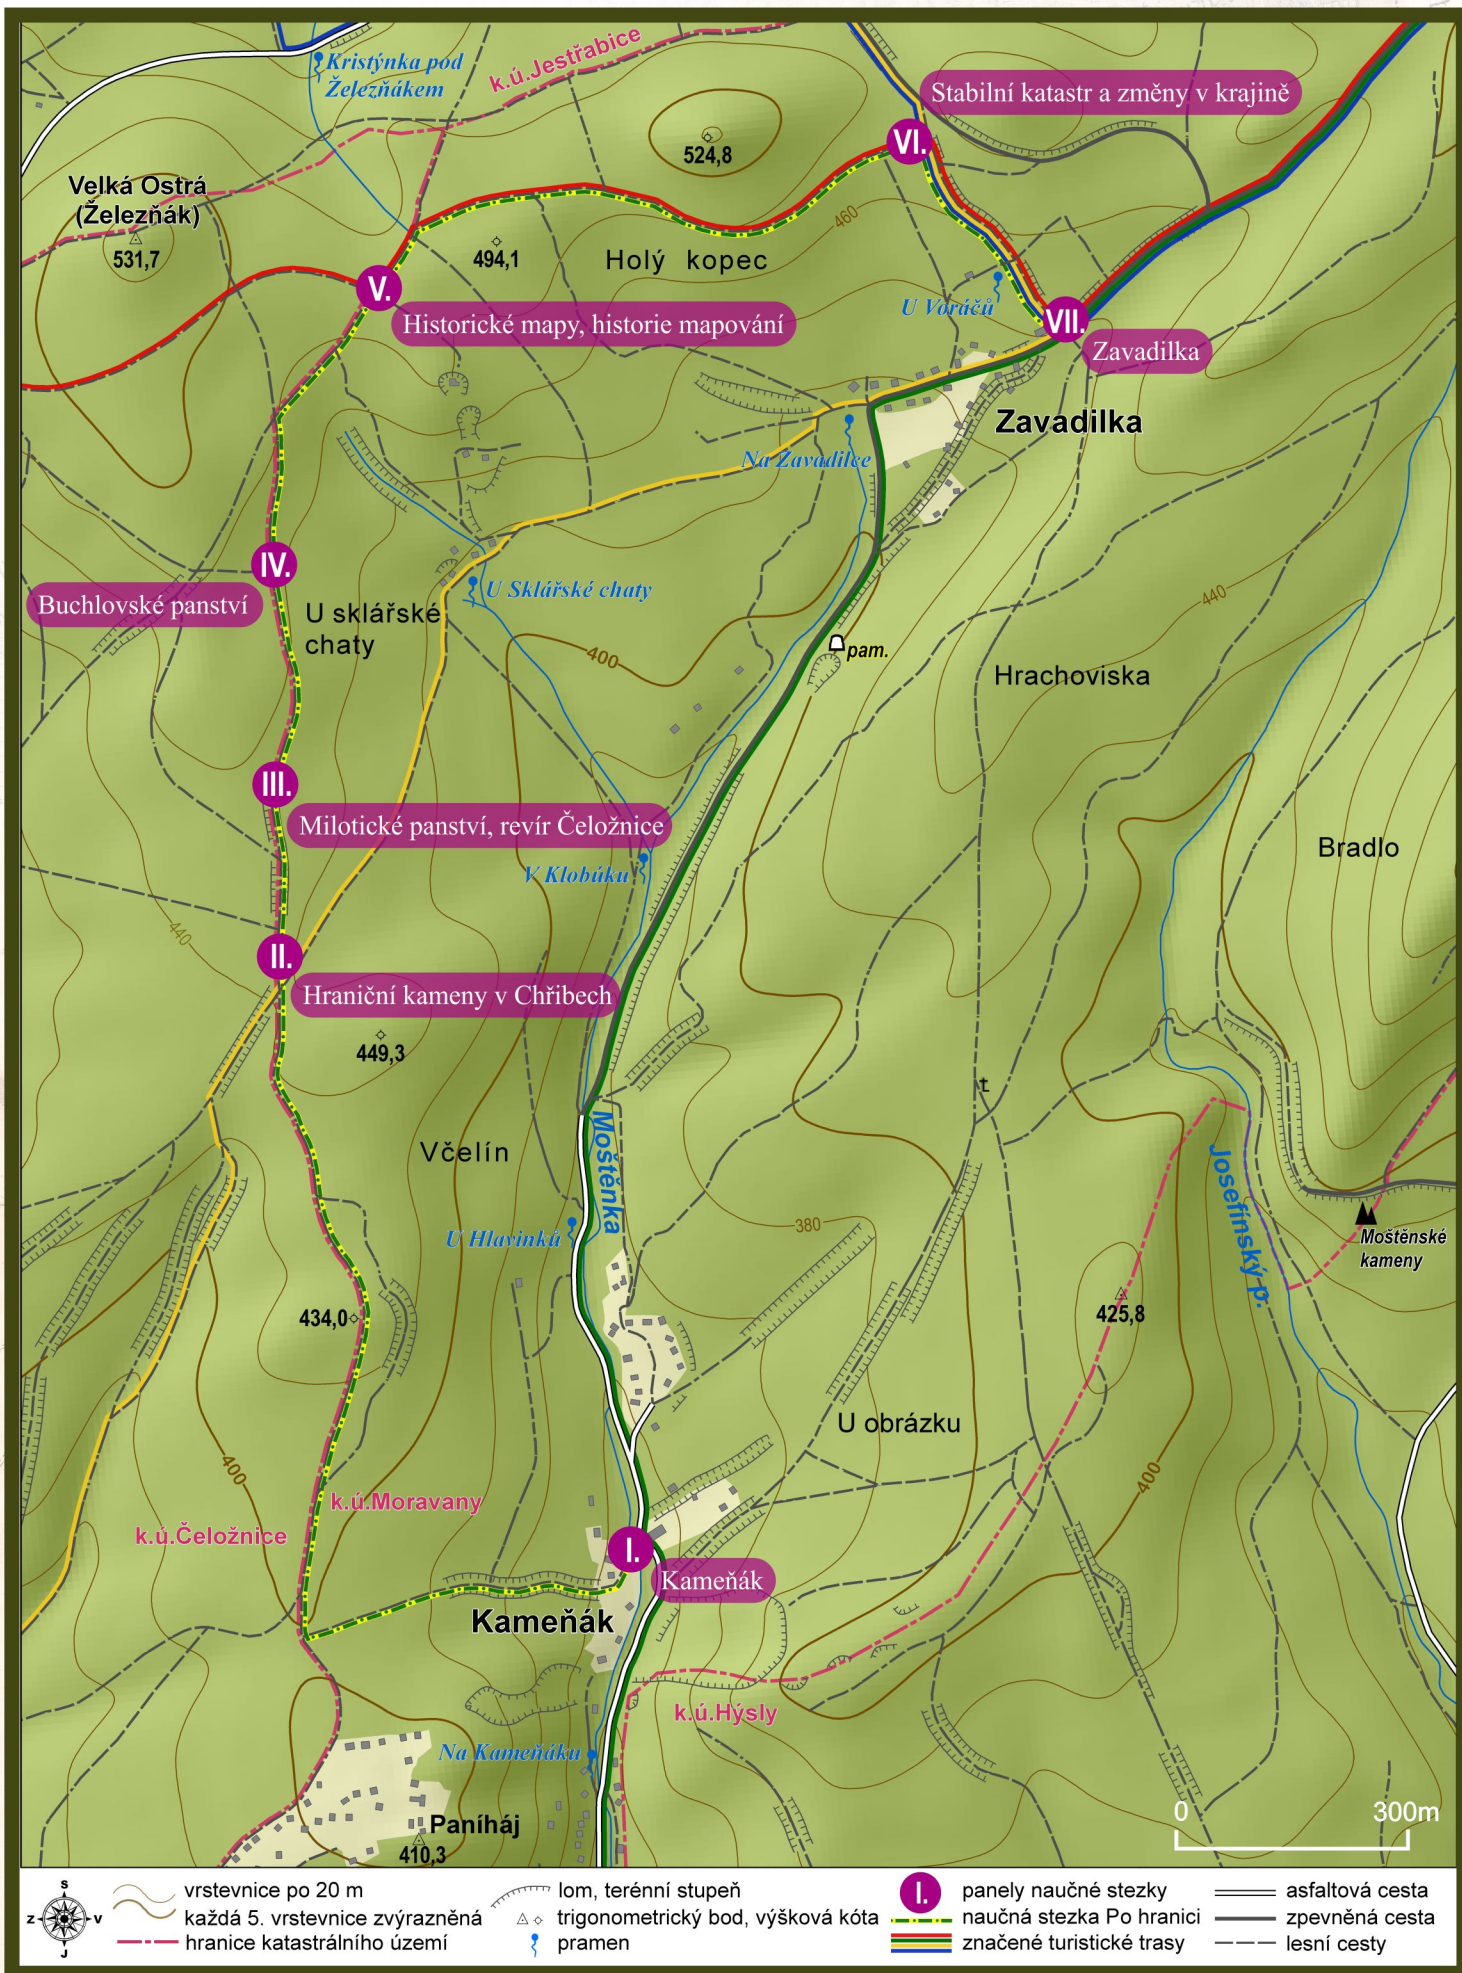 Kristýnka pod
Železňákem
k.ú.Jestřabice
Stabilní katastr a změny v krajině
VI.
524,8
Velká Ostrá
(Železňák)
531,7
460
494,1
Holý kopec
V.
Historické mapy, historie mapování
U Voráčů
VII.
Zavadilka
Zavadilka
Na Zavadilce
IV.
Buchlovské panství
U Sklářské chaty
U sklářské
chaty
400
440
pam.
Hrachoviska
III.
Milotické panství, revír Čeložnice
Bradlo
V Klobúku
440
II.
Hraniční kameny v Chřibech
449,3
t
Moštěnka
Včelín
Josefínský p.
380
U Hlavinků
Moštěnské
kameny
434,0
425,8
U obrázku
400
400
k.ú.Moravany
k.ú.Čeložnice
I.
Kameňák
Kameňák
k.ú.Hýsly
Na Kameňáku
Paníháj
410,3
0 300m
S
Z V
J
vrstevnice po 20 m
každá 5. vrstevnice zvýrazněná
hranice katastrálního území
lom, terénní stupeň
trigonometrický bod, výšková kóta
pramen
I.
panely naučné stezky
naučná stezka Po hranici
značené turistické trasy
asfaltová cesta
zpevněná cesta
lesní cesty